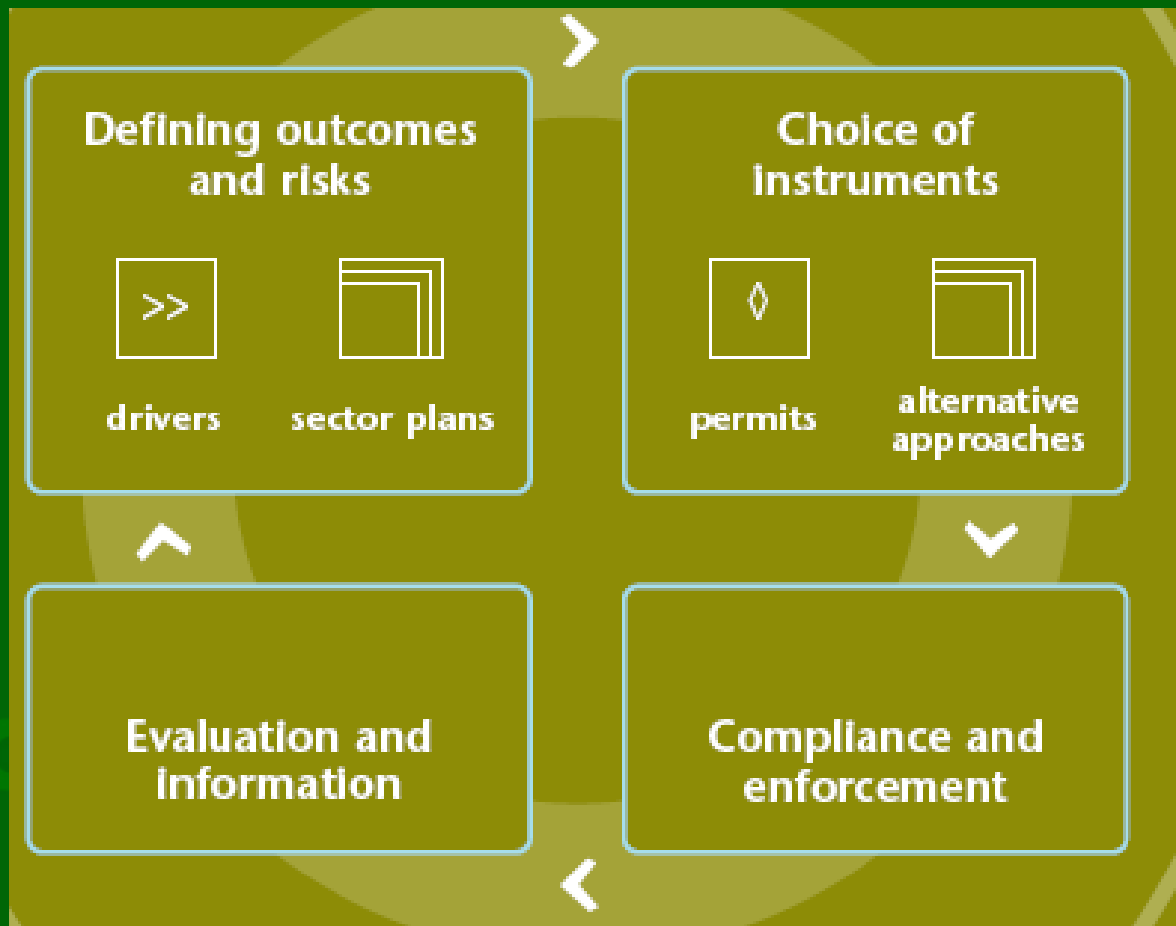 Defining outcomes
and risks
>>
drivers
sector plans
Choice of
instruments
◊
permits
alternative
approaches
Evaluation and
information
Compliance and
enforcement